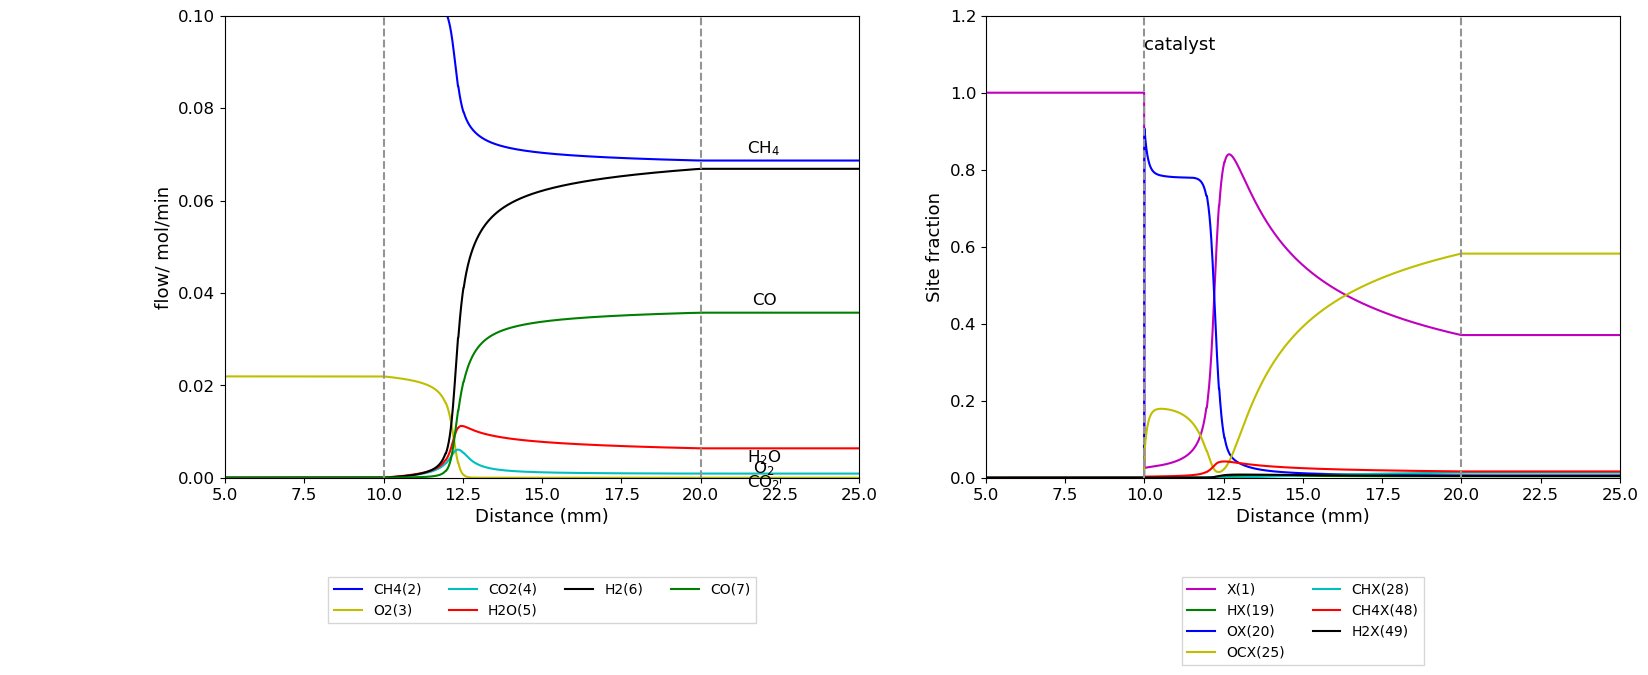 0.10
0.08
0.06
0.04
0.02
0.00
flow/ mol/min
CH₄
CO
H₂O
O₂
CO₂
5.0 7.5 10.0 12.5 15.0 17.5 20.0 22.5 25.0
Distance (mm)
CH4(2) CO2(4) H2(6) CO(7)
O2(3) H2O(5)
1.2
1.0
0.8
0.6
0.4
0.2
0.0
Site fraction
catalyst
5.0 7.5 10.0 12.5 15.0 17.5 20.0 22.5 25.0
Distance (mm)
X(1) CHX(28)
HX(19) CH4X(48)
OX(20) H2X(49)
OCX(25)